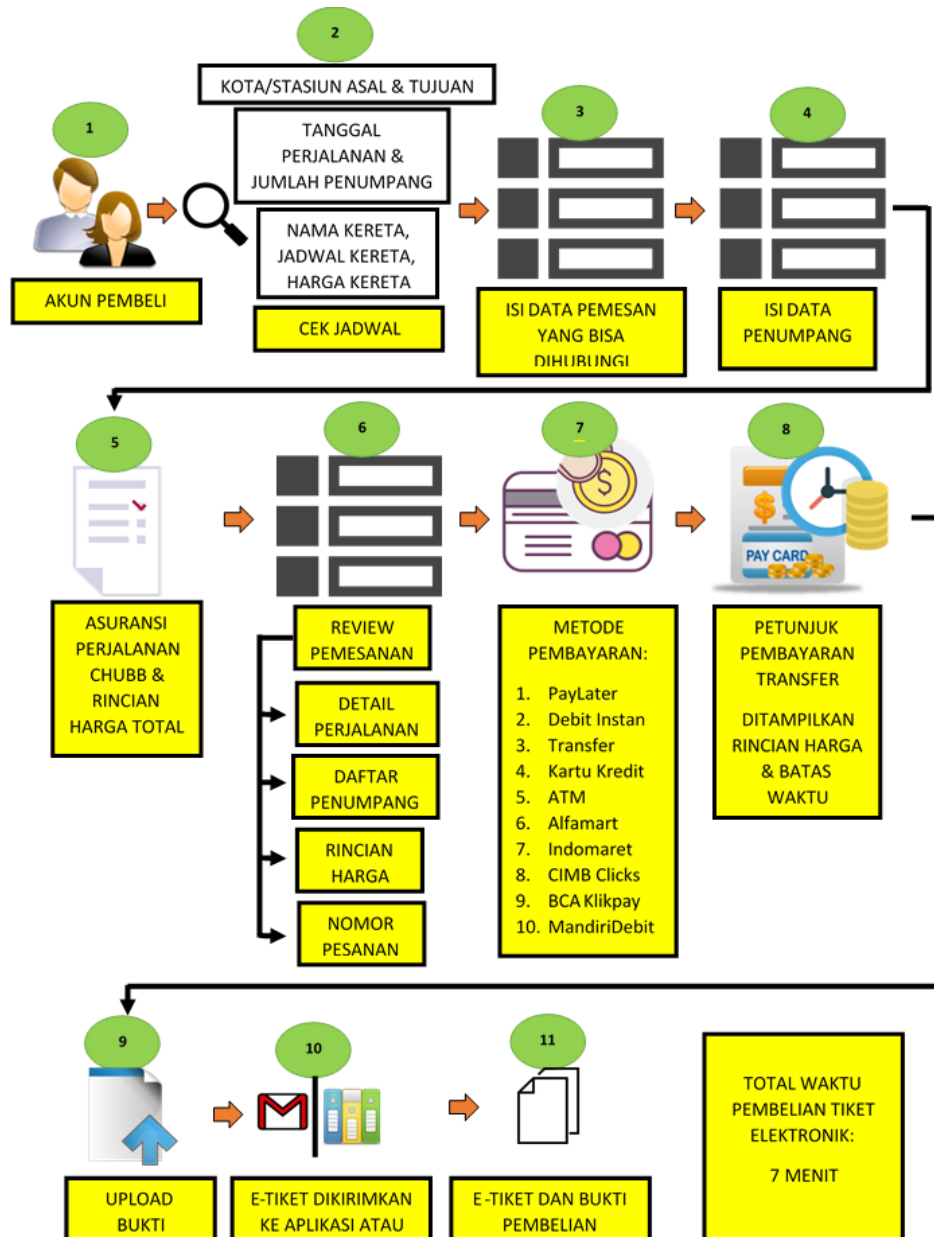 1
AKUN PEMBELI
2
KOTA/STASIUN ASAL & TUJUAN
TANGGAL
PERJALANAN &
JUMLAH PENUMPANG
NAMA KERETA,
JADWAL KERETA,
HARGA KERETA
CEK JADWAL
3
ISI DATA PEMESAN
YANG BISA
DIHUBUNGI
4
ISI DATA
PENUMPANG
5
ASURANSI
PERJALANAN
CHUBB &
RINCIAN
HARGA TOTAL
6
REVIEW
PEMESANAN
DETAIL
PERJALANAN
DAFTAR
PENUMPANG
RINCIAN
HARGA
NOMOR
PESANAN
7
$
METODE
PEMBAYARAN:
1. PayLater
2. Debit Instan
3. Transfer
4. Kartu Kredit
5. ATM
6. Alfamart
7. Indomaret
8. CIMB Clicks
9. BCA Klikpay
10. MandiriDebit
8
$
PAY CARD
PETUNJUK
PEMBAYARAN
TRANSFER
DITAMPILKAN
RINCIAN HARGA
& BATAS
WAKTU
9
UPLOAD
BUKTI
10
E-TIKET DIKIRIMKAN
KE APLIKASI ATAU
11
E-TIKET DAN BUKTI
PEMBELIAN
TOTAL WAKTU
PEMBELIAN TIKET
ELEKTRONIK:
7 MENIT